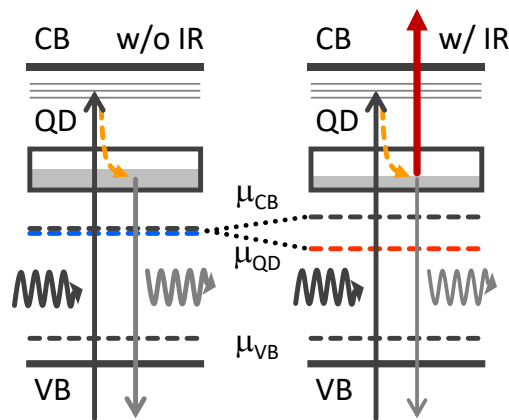 CB w/o IR
QD
VB
CB w/ IR
QD
VB
μCB
μQD
μVB